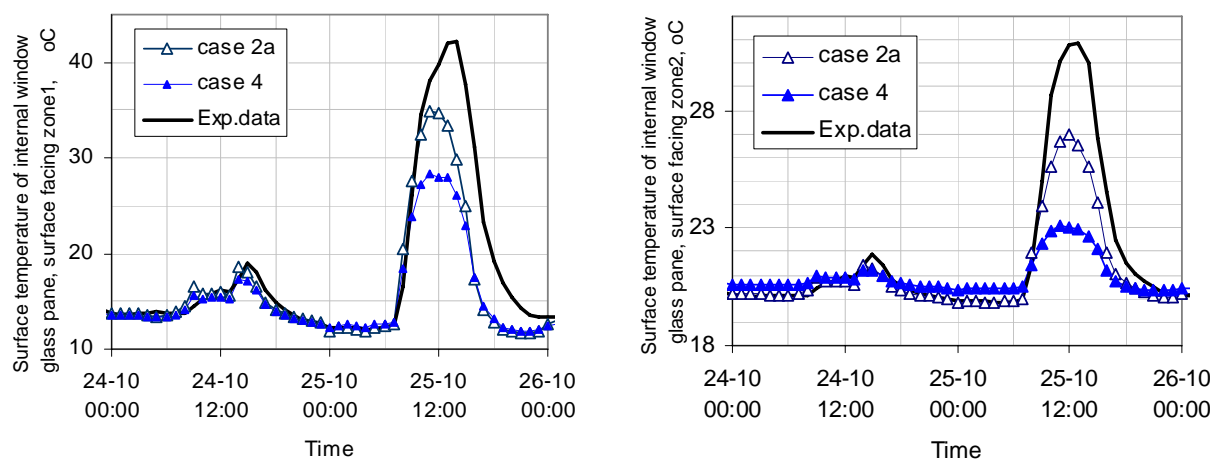 Surface temperature of internal window
glass pane, surface facing zone1, oC
case 2a
case 4
Exp.data
40
30
20
10
24-10
00:00
24-10
12:00
25-10
00:00
25-10
12:00
26-10
00:00
Time
Surface temperature of internal window
glass pane, surface facing zone2, oC
case 2a
case 4
Exp.data
28
23
18
24-10
00:00
24-10
12:00
25-10
00:00
25-10
12:00
26-10
00:00
Time